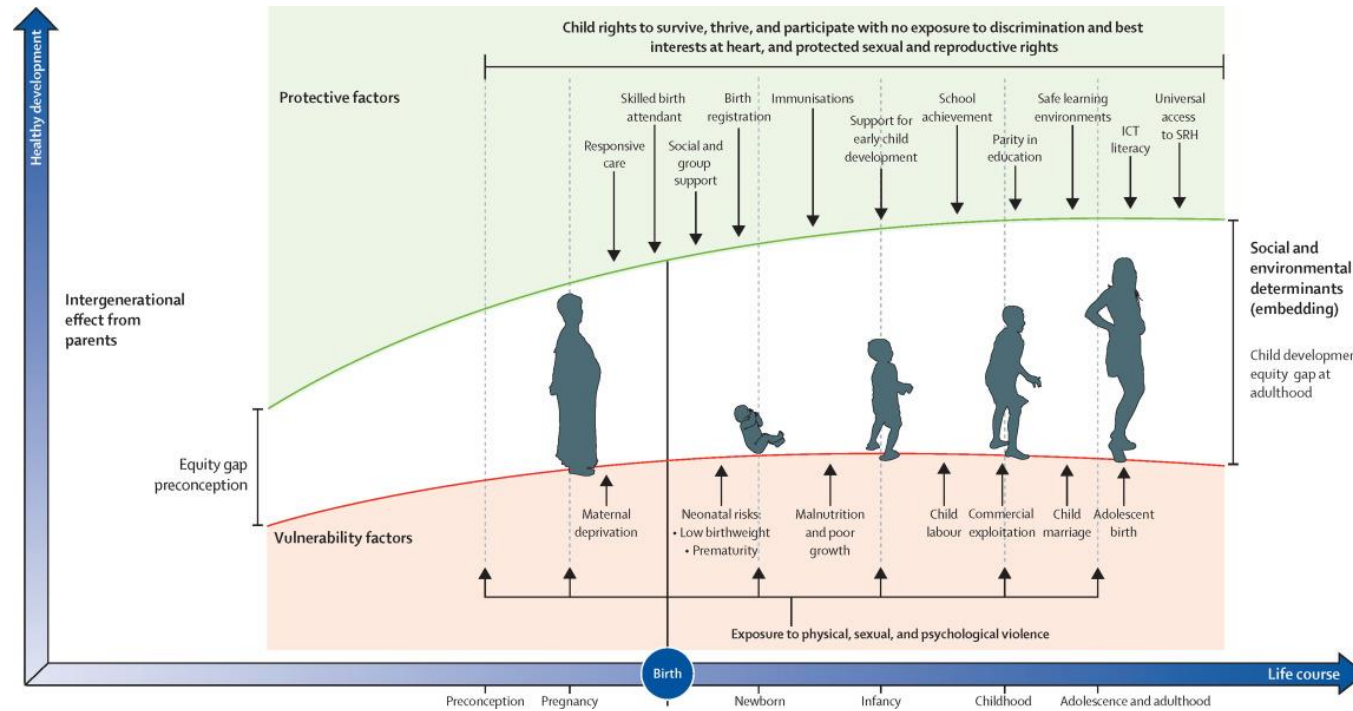 Healthy development
Child rights to survive, thrive, and participate with no exposure to discrimination and best
interests at heart, and protected sexual and reproductive rights
Protective factors
Responsive
care
Skilled birth
attendant
Social and
group
support
Birth
registration
Immunisations
Support for
early child
development
School
achievement
Parity in
education
Safe learning
environments
ICT
literacy
Universal
access
to SRH
Intergenerational
effect from
parents
Equity gap
preconception
Social and
environmental
determinants
(embedding)
Child developmen
equity gap at
adulthood
Vulnerability factors
Maternal
deprivation
Neonatal risks:
• Low birthweight
• Prematurity
Malnutrition
and poor
growth
Child
labour
Commercial
exploitation
Child
marriage
Adolescent
birth
Exposure to physical, sexual, and psychological violence
Birth
Life course
Preconception
Pregnancy
Newborn
Infancy
Childhood
Adolescence and adulthood